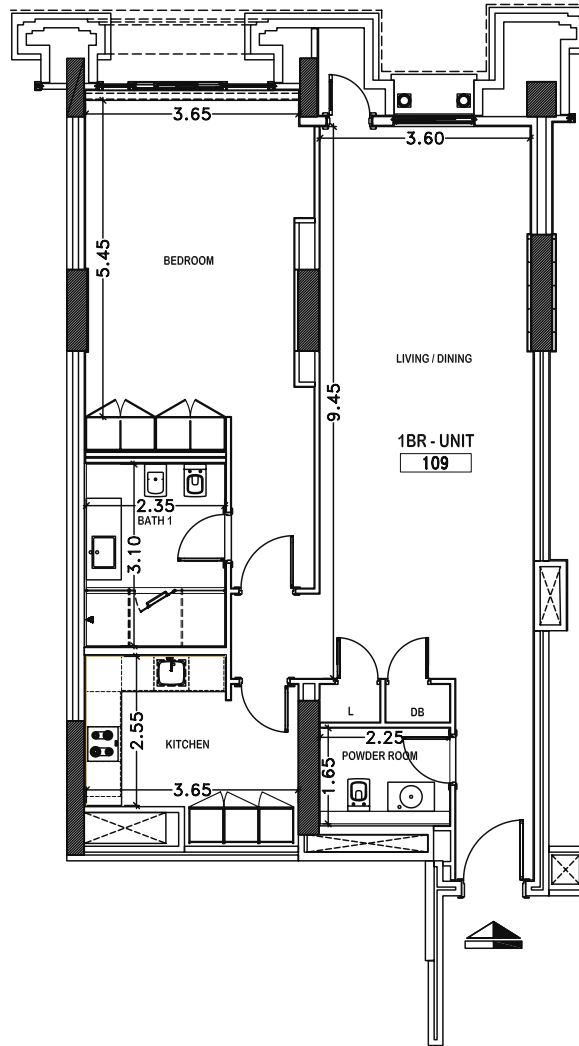 3.65
3.60
5.45
BEDROOM
LIVING / DINING
9.45
1BR - UNIT
109
2.35
BATH 1
3.10
L
DB
2.55
KITCHEN
2.25
POWDER ROOM
1.65
3.65